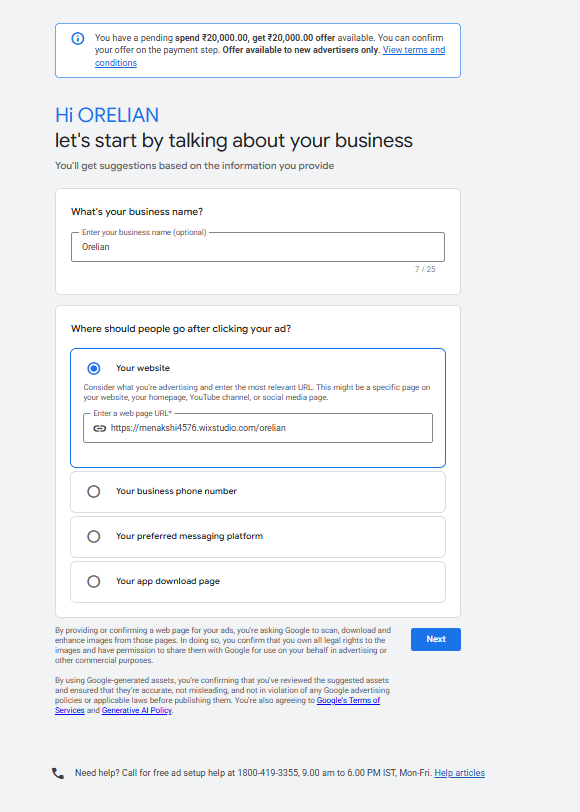 You have a pending spend ₹20,000.00, get ₹20,000.00 offer available. You can confirm
your offer on the payment step. Offer available to new advertisers only. View terms and
conditions
Hi ORELIAN
let's start by talking about your business
You'll get suggestions based on the information you provide
What's your business name?
Enter your business name (optional)
Orelian
7 / 25
Where should people go after clicking your ad?
Your website
Consider what you're advertising and enter the most relevant URL. This might be a specific page on
your website, your homepage, YouTube channel, or social media page.
Enter a web page URL*
https://menakshi4576.wixstudio.com/orelian
Your business phone number
Your preferred messaging platform
Your app download page
By providing or confirming a web page for your ads, you're asking Google to scan, download and
enhance images from those pages. In doing so, you confirm that you own all legal rights to the
images and have permission to share them with Google for use on your behalf in advertising or
other commercial purposes.
Next
By using Google-generated assets, you're confirming that you've reviewed the suggested assets
and ensured that they're accurate, not misleading, and not in violation of any Google advertising
policies or applicable laws before publishing them. You're also agreeing to Google's Terms of
Services and Generative AI Policy.
Need help? Call for free ad setup help at 1800-419-3355, 9.00 am to 6.00 PM IST, Mon-Fri. Help articles